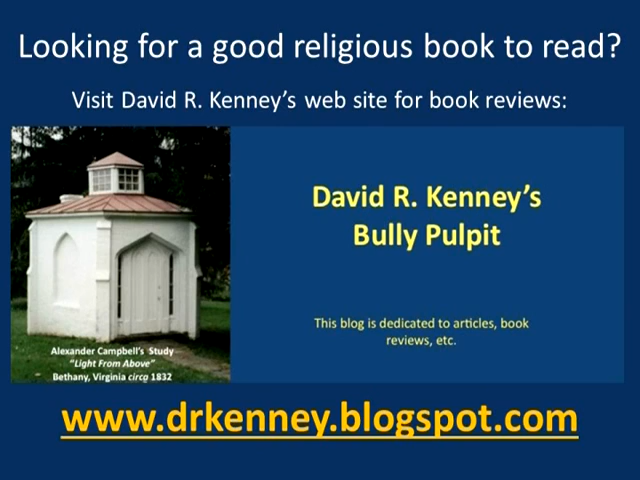 Looking for a good religious book to read?
Visit David R. Kenney’s web site for book reviews:
David R. Kenney’s
Bully Pulpit
This blog is dedicated to articles, book
reviews, etc.
Alexander Campbell’s Study
“Light From Above”
Bethany, Virginia circa 1832
www.drkenney.blogspot.com